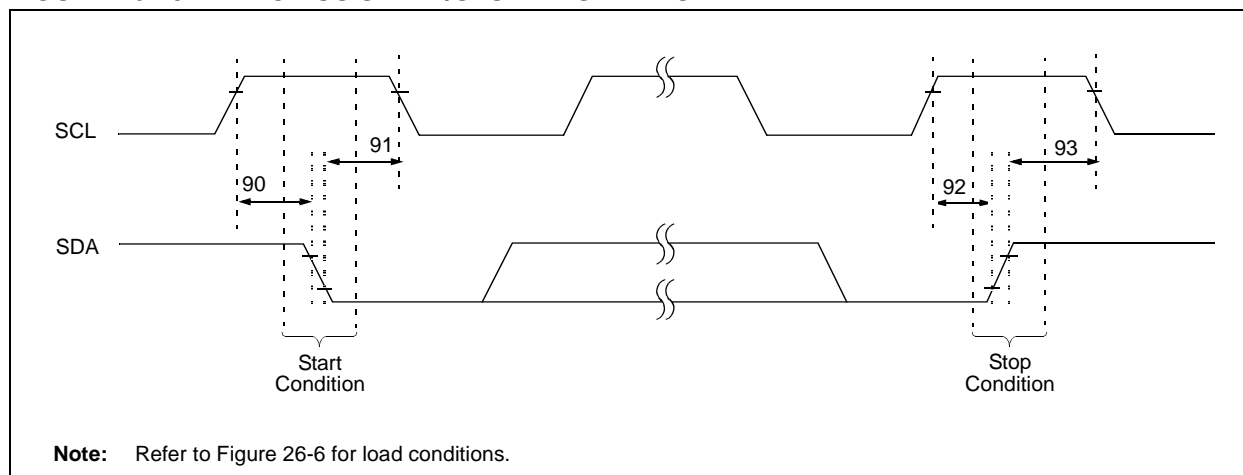 SCL
91
93
90
92
SDA
Start
Condition
Stop
Condition
Note: Refer to Figure 26-6 for load conditions.